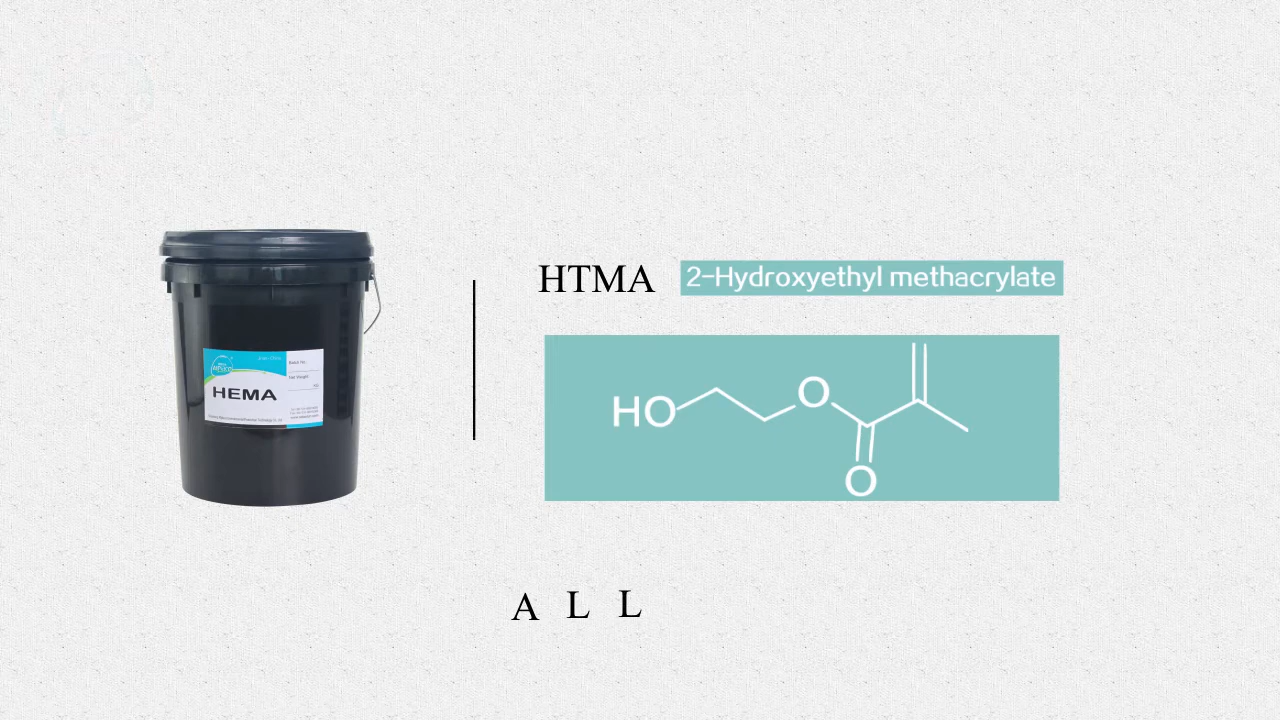 HTMA
2-Hydroxyethyl methacrylate
HEMA
HO
O
O
A L L